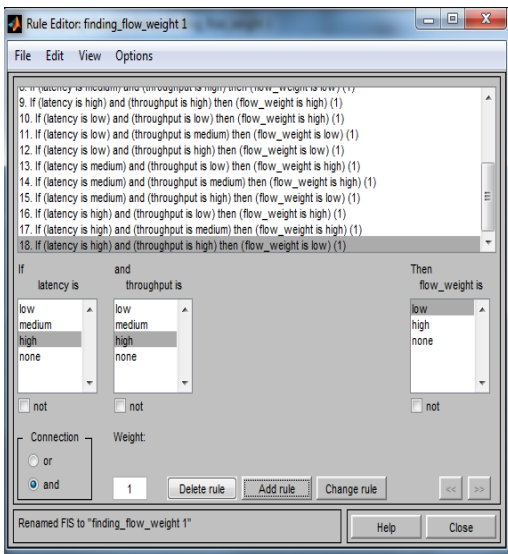 Rule Editor: finding_flow_weight 1
File Edit View Options
9. If (latency is high) and (throughput is high) then (flow_weight is high) (1)
10. If (latency is low) and (throughput is low) then (flow_weight is high) (1)
11. If (latency is low) and (throughput is medium) then (flow_weight is low) (1)
12. If (latency is low) and (throughput is high) then (flow_weight is low) (1)
13. If (latency is medium) and (throughput is low) then (flow_weight is high) (1)
14. If (latency is medium) and (throughput is medium) then (flow_weight is high) (1)
15. If (latency is medium) and (throughput is high) then (flow_weight is low) (1)
16. If (latency is high) and (throughput is low) then (flow_weight is high) (1)
17. If (latency is high) and (throughput is medium) then (flow_weight is high) (1)
18. If (latency is high) and (throughput is high) then (flow_weight is low) (1)
If and Then
latency is throughput is flow_weight is
low low low
medium medium high
high high none
none none
not not not
Connection Weight:
or
and 1 Delete rule Add rule Change rule << >>
Renamed FIS to "finding_flow_weight 1" Help Close